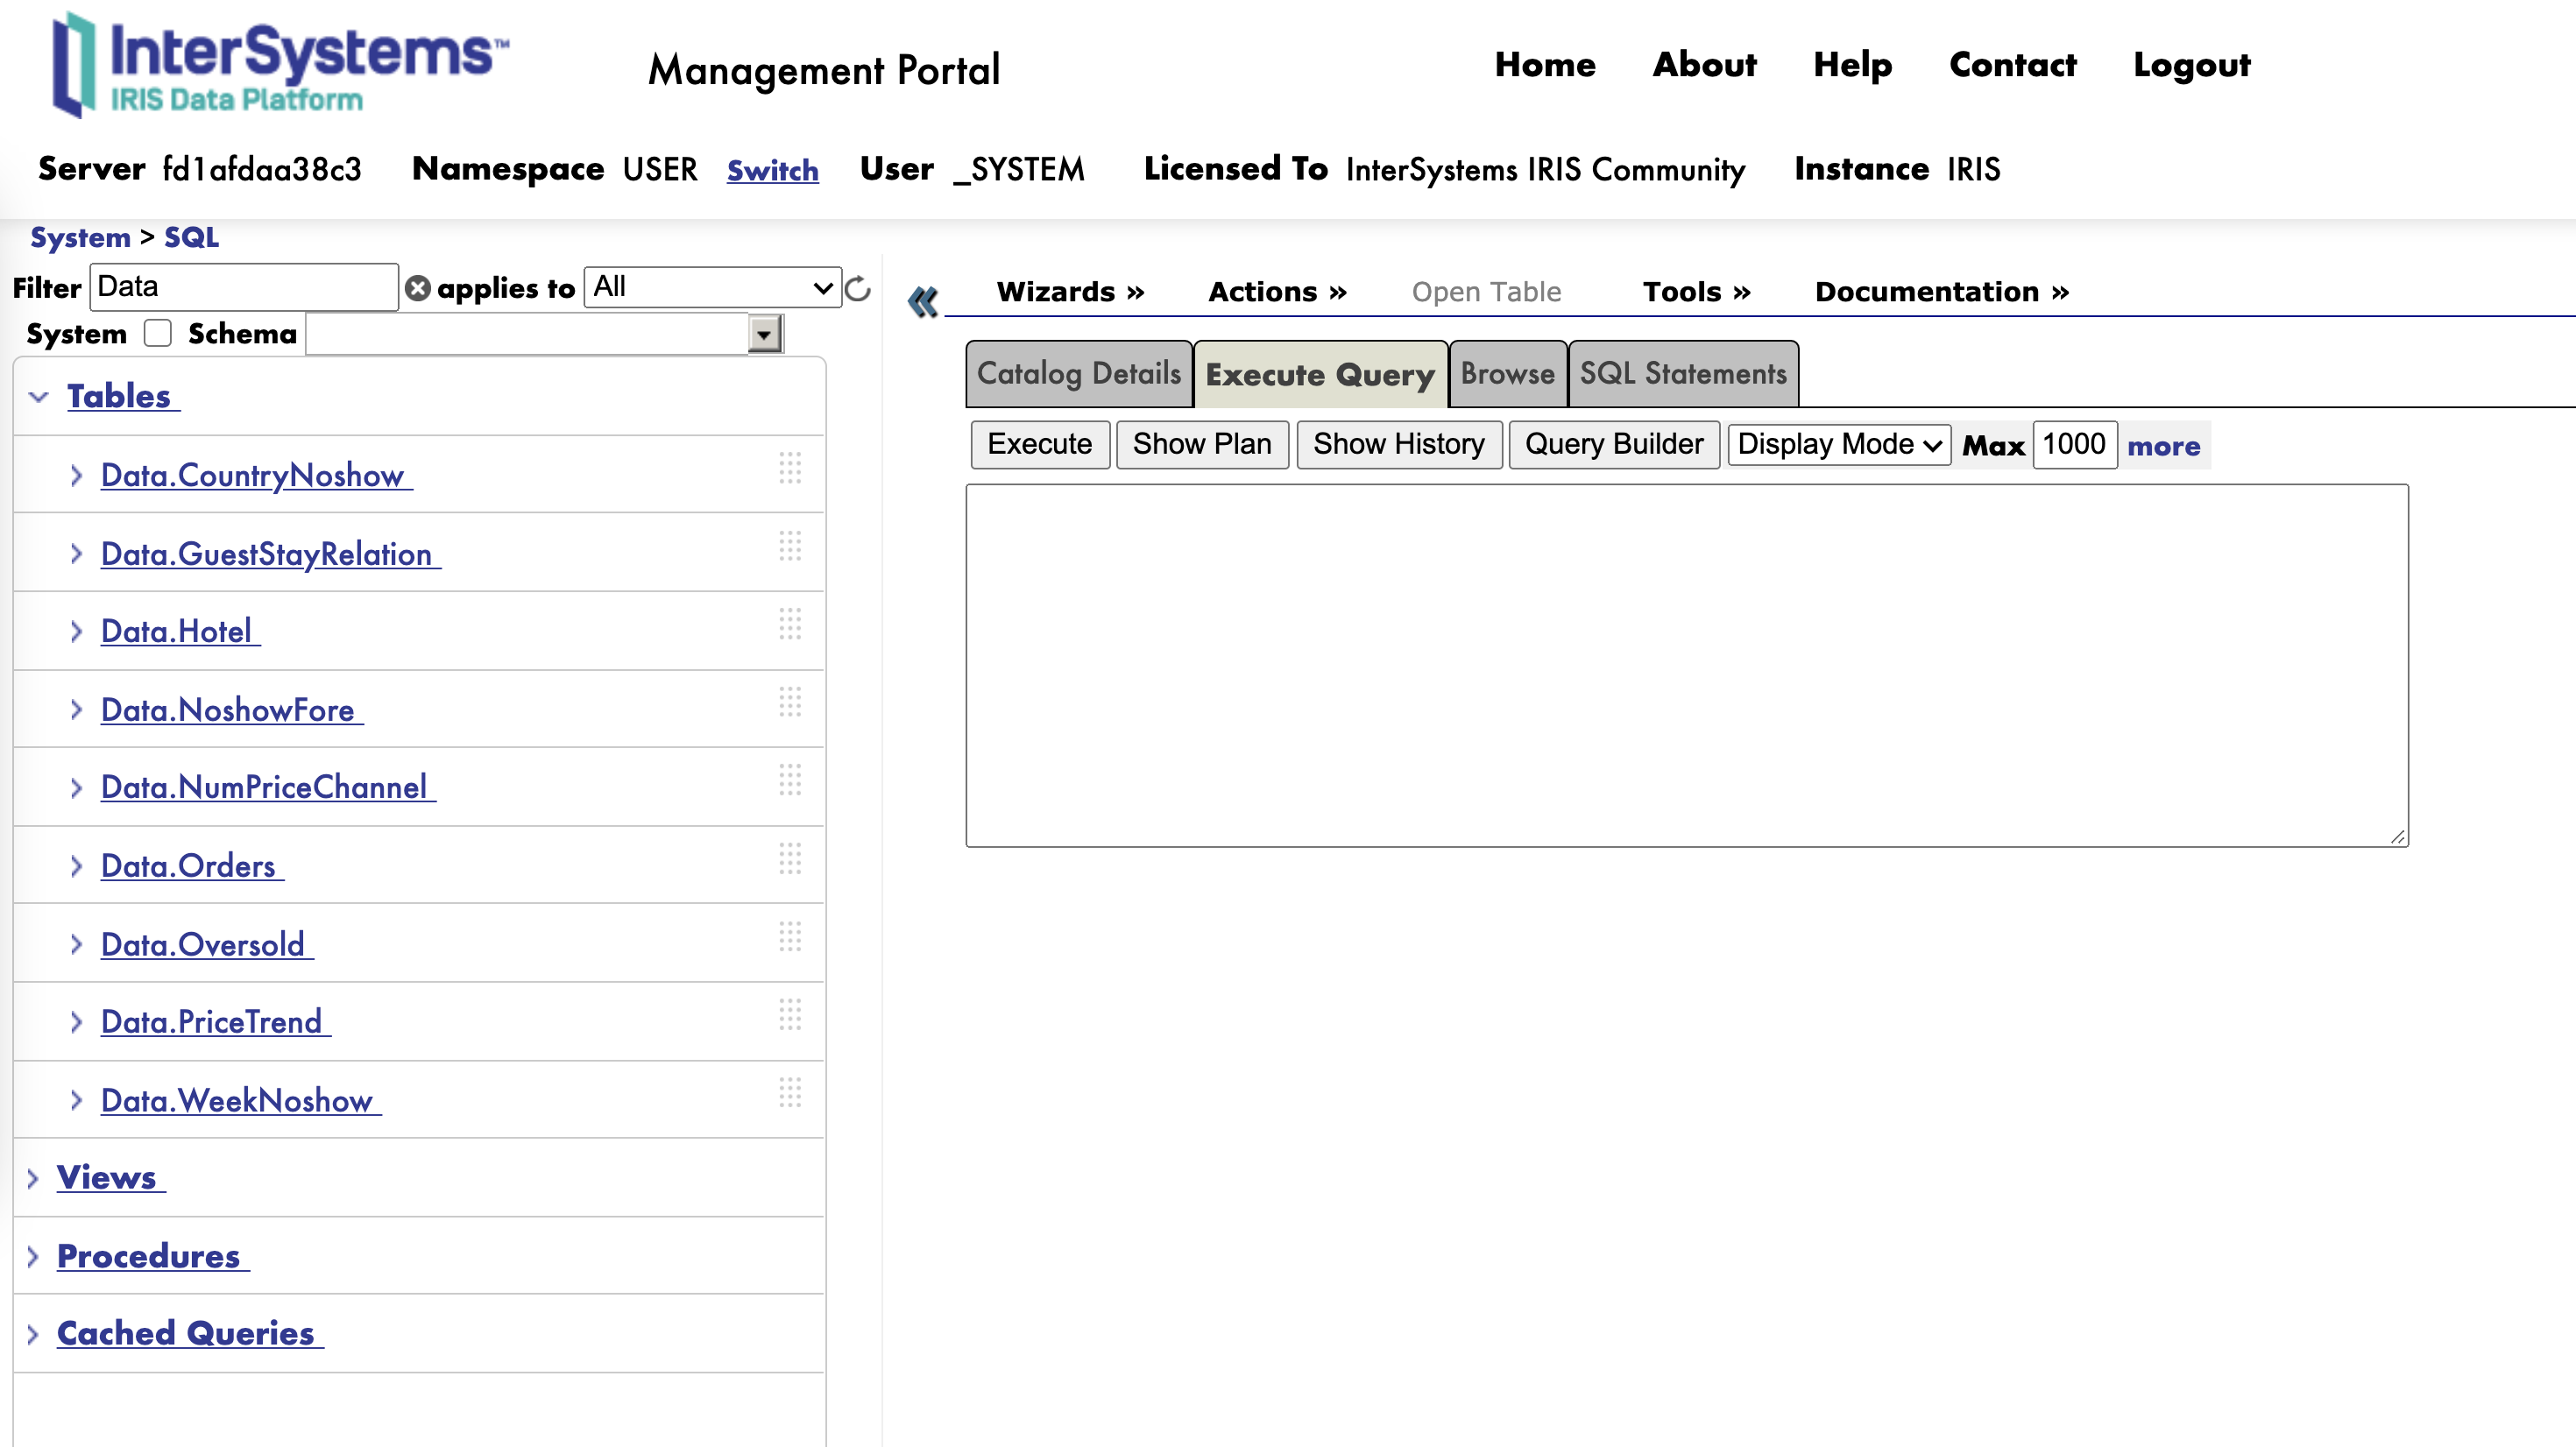 InterSystems™
IRIS Data Platform
Management Portal
Home About Help Contact Logout
Server fd1afdaa38c3 Namespace USER Switch User _SYSTEM Licensed To InterSystems IRIS Community Instance IRIS
System > SQL
Filter Data applies to All
System Schema
Tables
Data.CountryNoshow
Data.GuestStayRelation
Data.Hotel
Data.NoshowFore
Data.NumPriceChannel
Data.Orders
Data.Oversold
Data.PriceTrend
Data.WeekNoshow
Views
Procedures
Cached Queries
Wizards » Actions » Open Table Tools » Documentation »
Catalog Details Execute Query Browse SQL Statements
Execute Show Plan Show History Query Builder Display Mode Max 1000 more